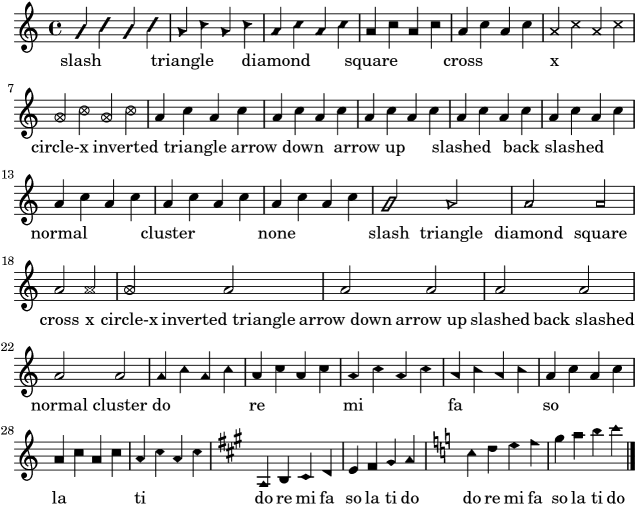 slash triangle diamond square cross x
7
circle-x inverted triangle arrow down arrow up slashed back slashed
13
normal cluster none slash triangle diamond square
18
cross x circle-x inverted triangle arrow down arrow up slashed back slashed
22
normal cluster do re mi fa so
28
la ti do re mi fa so la ti do do re mi fa so la ti do